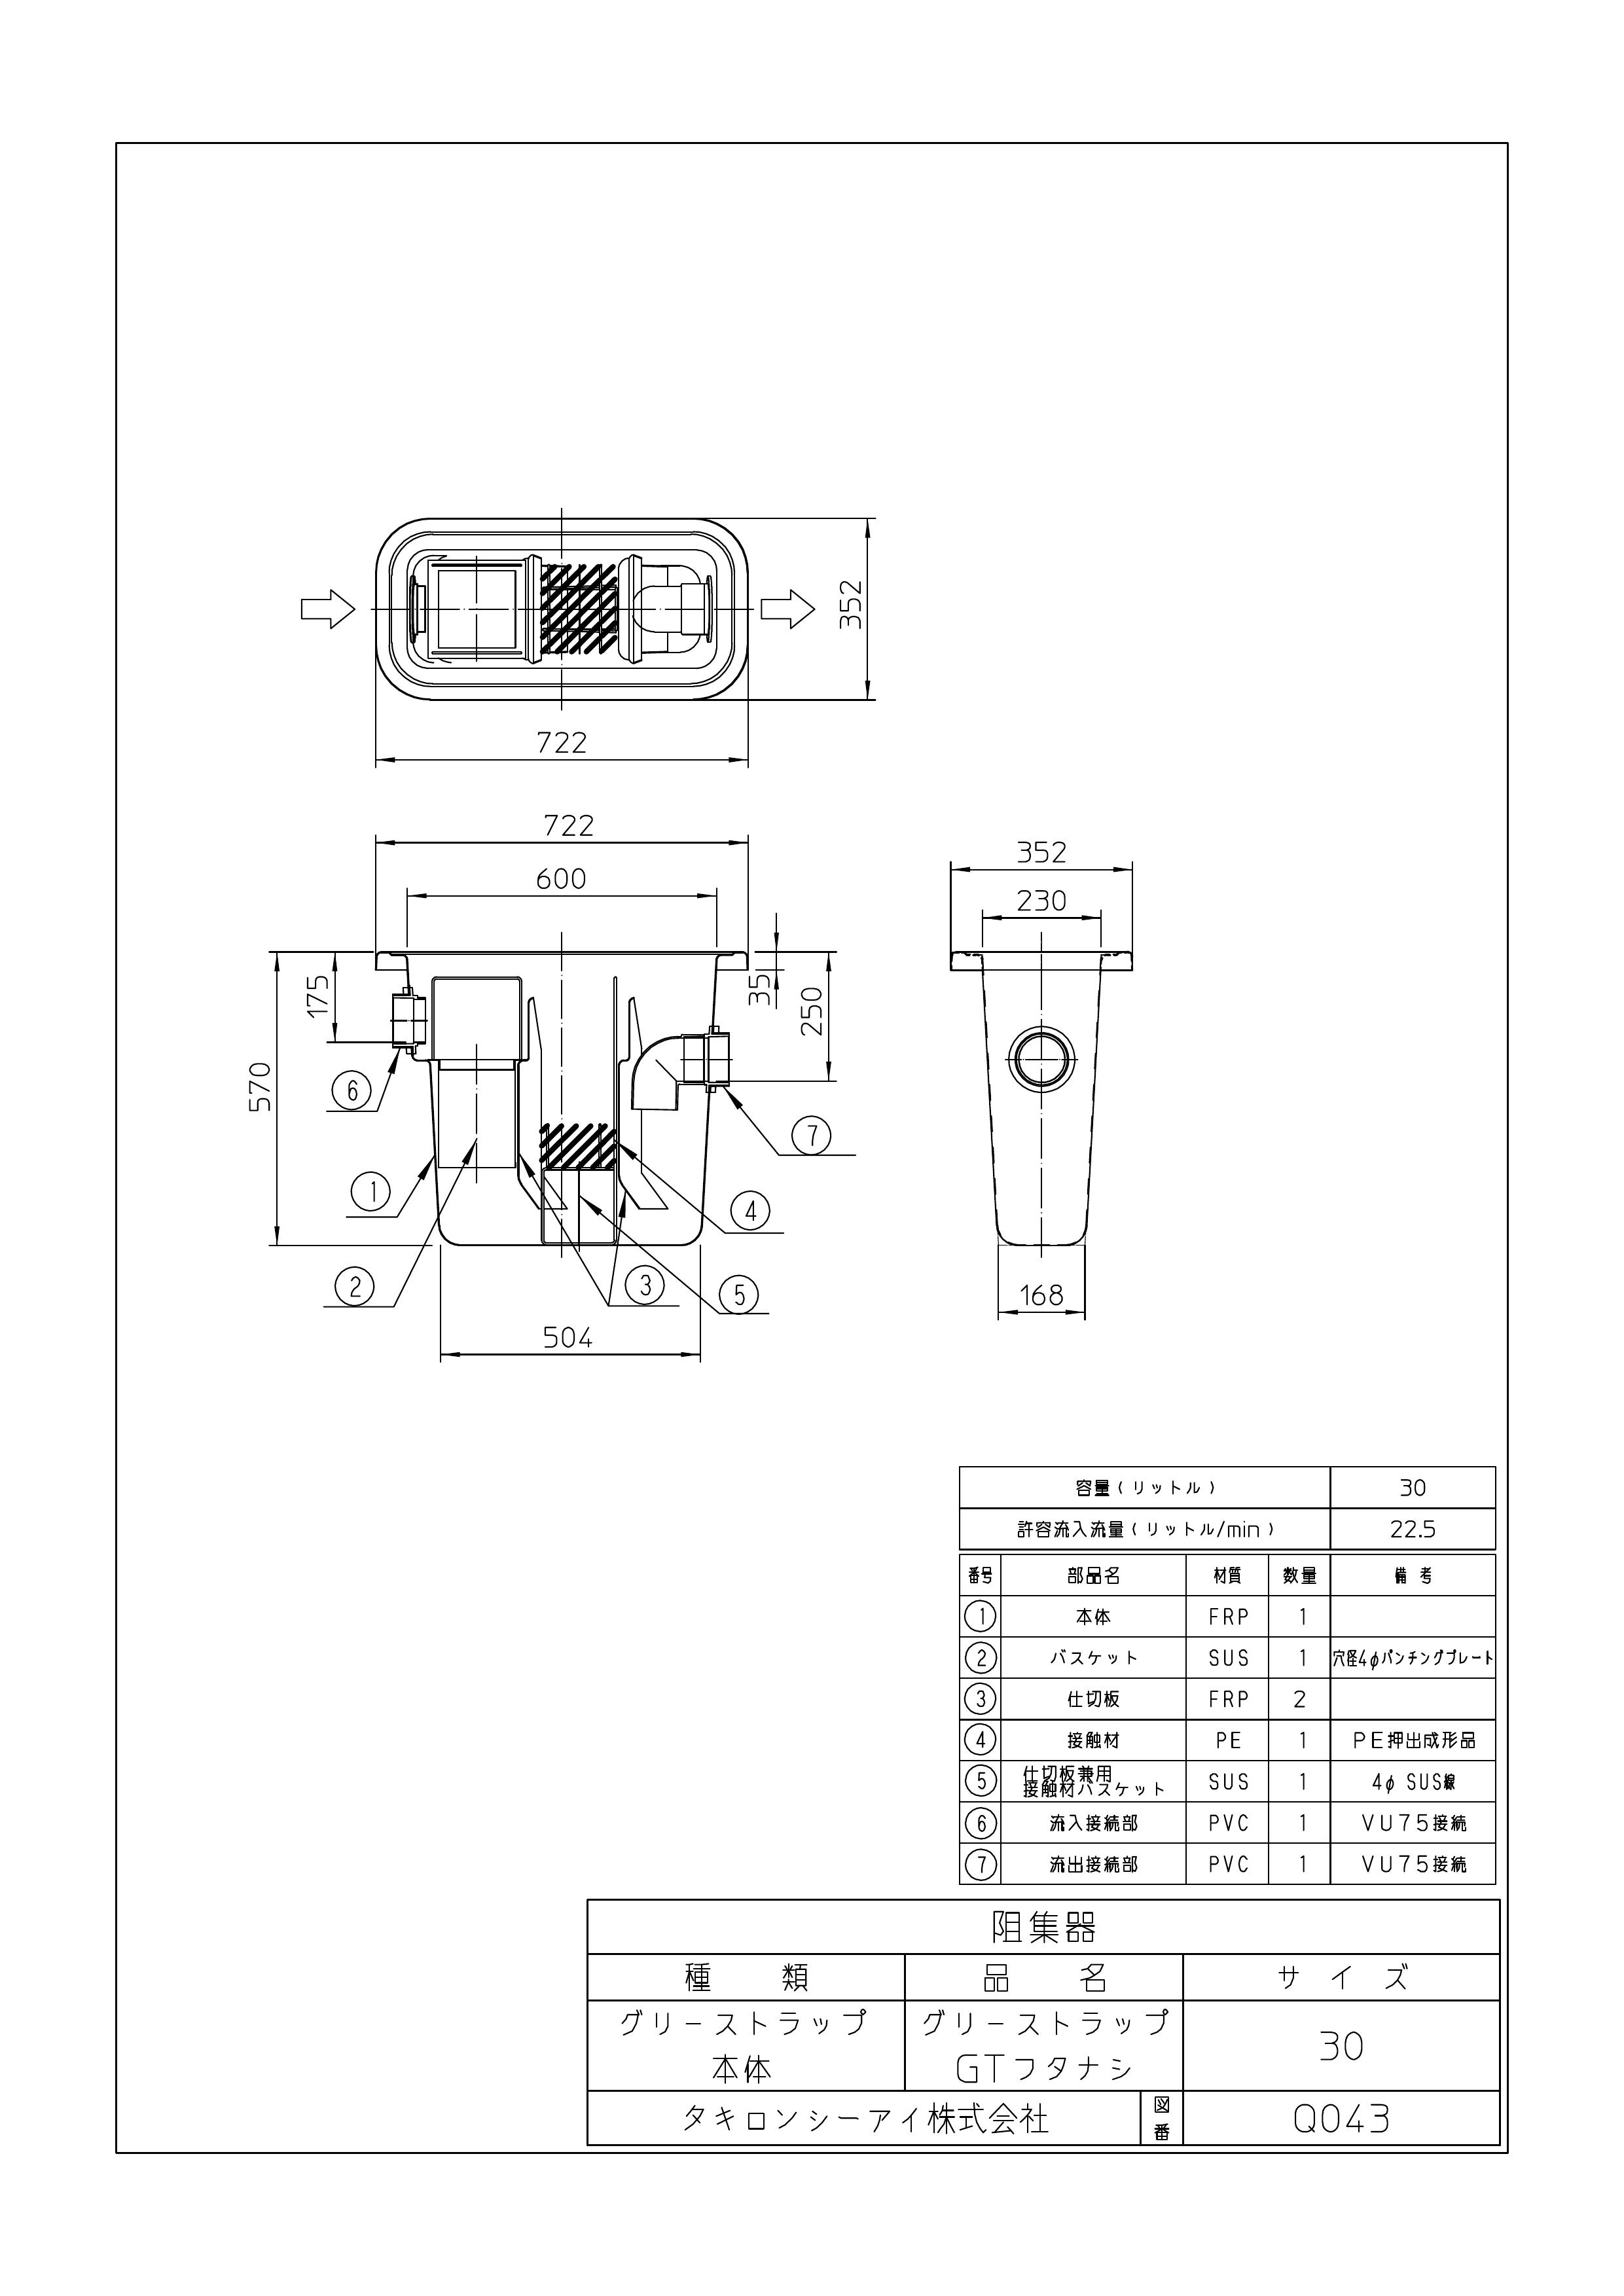 352
722
722
600
352
230
175
35
250
570
⑥
⑦
①
④
②
③
⑤
168
504
容量(リットル) 30
許容流入流量(リットル/min) 22.5
番号 部品名 材質 数量 備考
① 本体 FRP 1
② バスケット SUS 1 穴径4φパンチングプレート
③ 仕切板 FRP 2
④ 接触材 PE 1 PE押出成形品
⑤ 仕切板兼用
接触材バスケット SUS 1 4φ SUS線
⑥ 流入接続部 PVC 1 VU75接続
⑦ 流出接続部 PVC 1 VU75接続
阻集器
種類 品名 サイズ
グリーストラップ
本体
グリーストラップ
GTフタナシ
30
タキロンシーアイ株式会社 図番 Q043